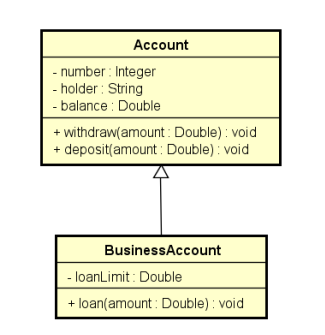 Account
- number : Integer
- holder : String
- balance : Double
+ withdraw(amount : Double) : void
+ deposit(amount : Double) : void
BusinessAccount
- loanLimit : Double
+ loan(amount : Double) : void